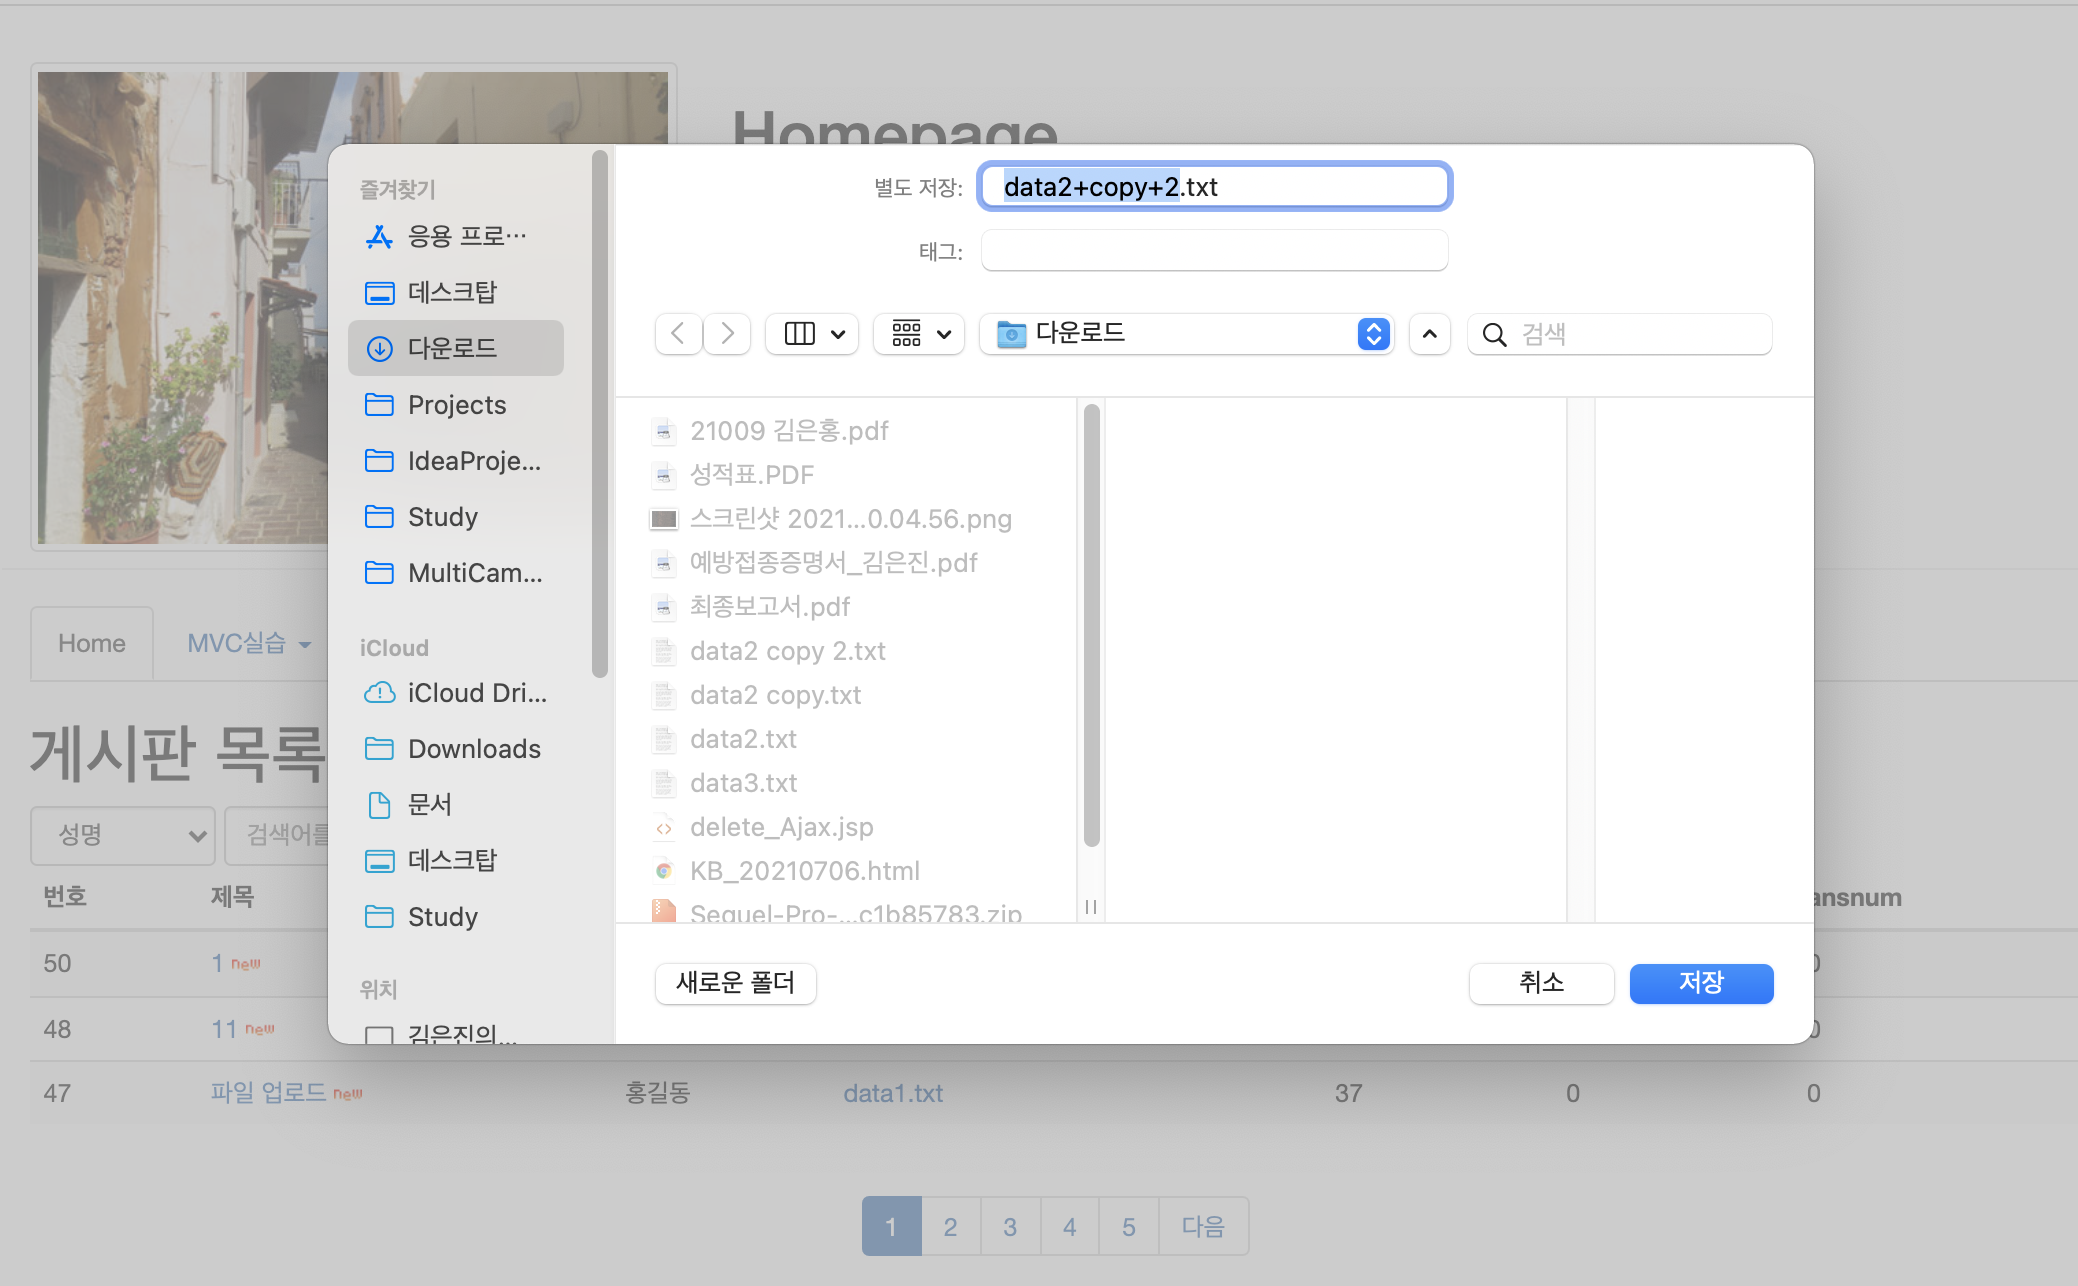 Homepage
즐겨찾기
응용 프로…
데스크탑
다운로드
Projects
IdeaProje...
Study
MultiCam...
iCloud
iCloud Dri...
Downloads
문서
데스크탑
Study
위치
김은진의...
별도 저장: data2+copy+2.txt
태그:
다운로드
검색
21009 김은홍.pdf
성적표.PDF
스크린샷 2021...0.04.56.png
예방접종증명서_김은진.pdf
최종보고서.pdf
data2 copy 2.txt
data2 copy.txt
data2.txt
data3.txt
delete_Ajax.jsp
KB_20210706.html
Sequel-Pro-...c1b85783.zip
새로운 폴더 취소 저장
Home MVC실습
게시판 목록
성명 검색어를
번호 제목 ansnum
50 1 new 0
48 11 new 0
47 파일 업로드 new 홍길동 data1.txt 37 0 0
1 2 3 4 5 다음